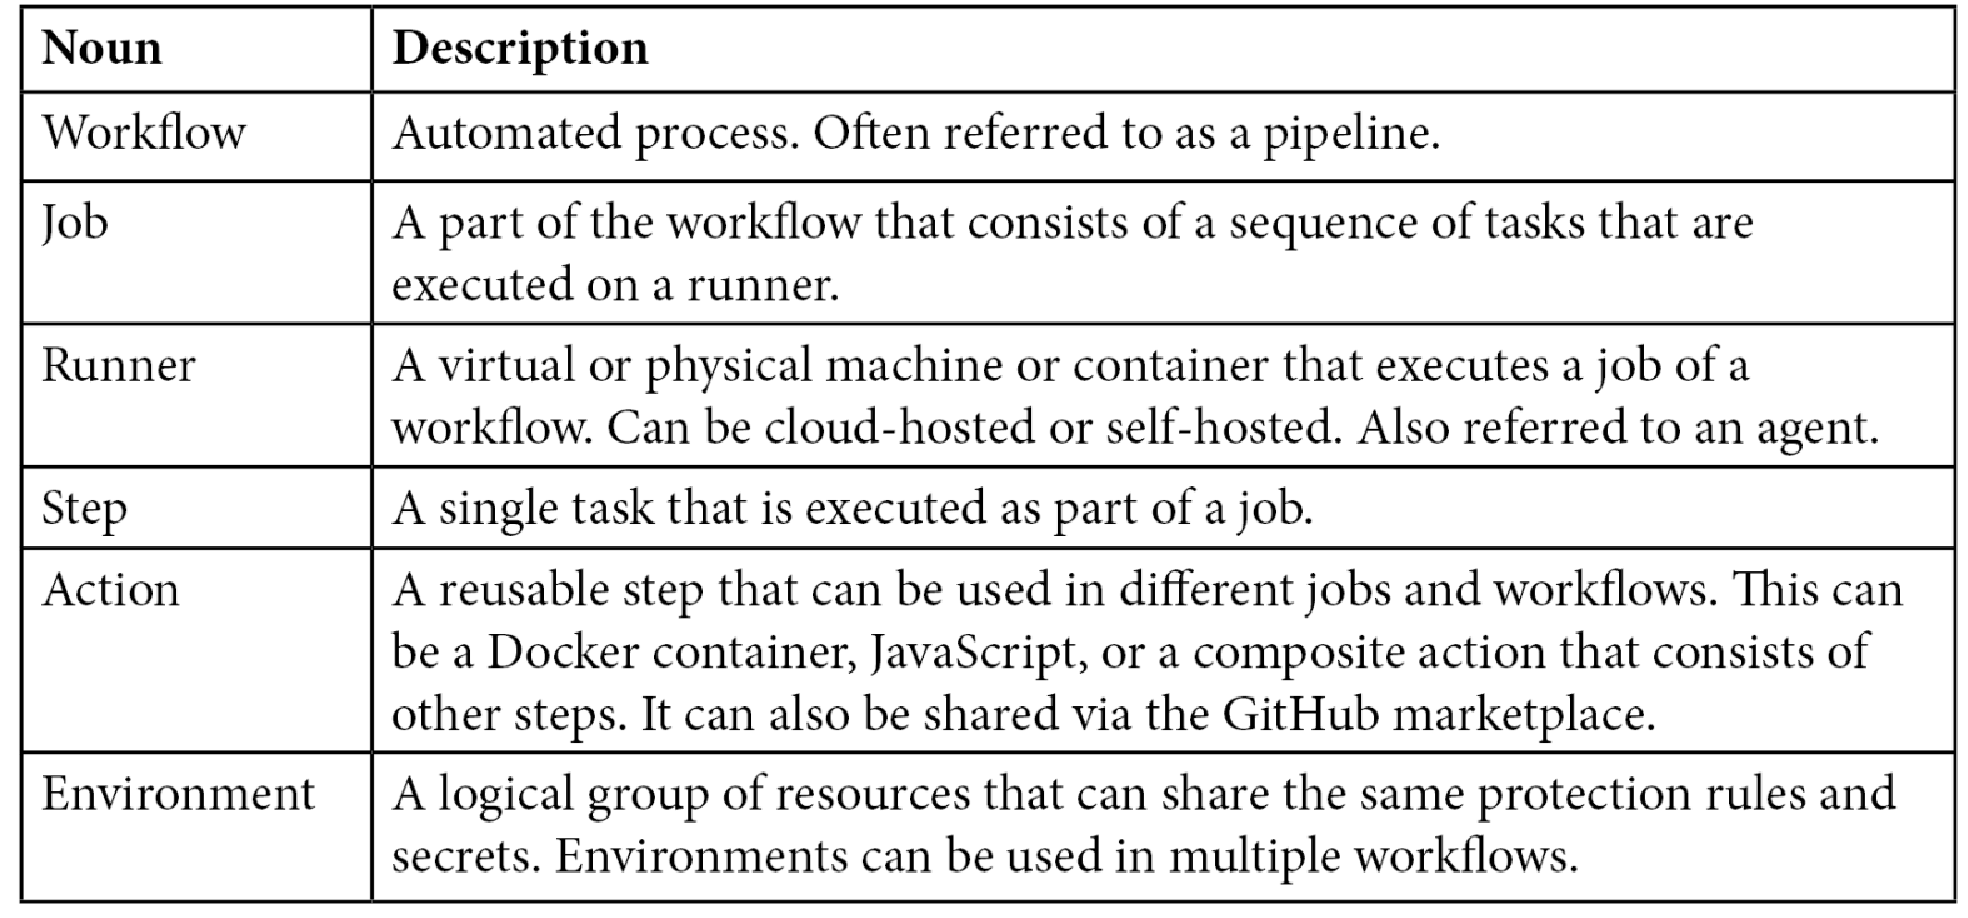 Noun Description
Workflow Automated process. Often referred to as a pipeline.
Job A part of the workflow that consists of a sequence of tasks that are
executed on a runner.
Runner A virtual or physical machine or container that executes a job of a
workflow. Can be cloud-hosted or self-hosted. Also referred to an agent.
Step A single task that is executed as part of a job.
Action A reusable step that can be used in different jobs and workflows. This can
be a Docker container, JavaScript, or a composite action that consists of
other steps. It can also be shared via the GitHub marketplace.
Environment A logical group of resources that can share the same protection rules and
secrets. Environments can be used in multiple workflows.